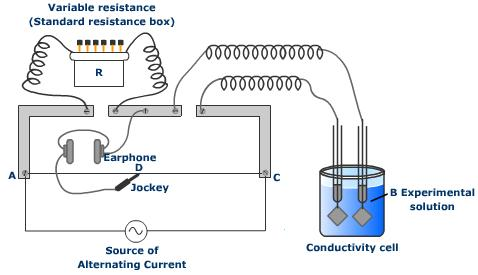 Variable resistance
(Standard resistance box)
R
Earphone
D
A
Jockey
C
B Experimental
solution
Source of
Alternating Current
Conductivity cell